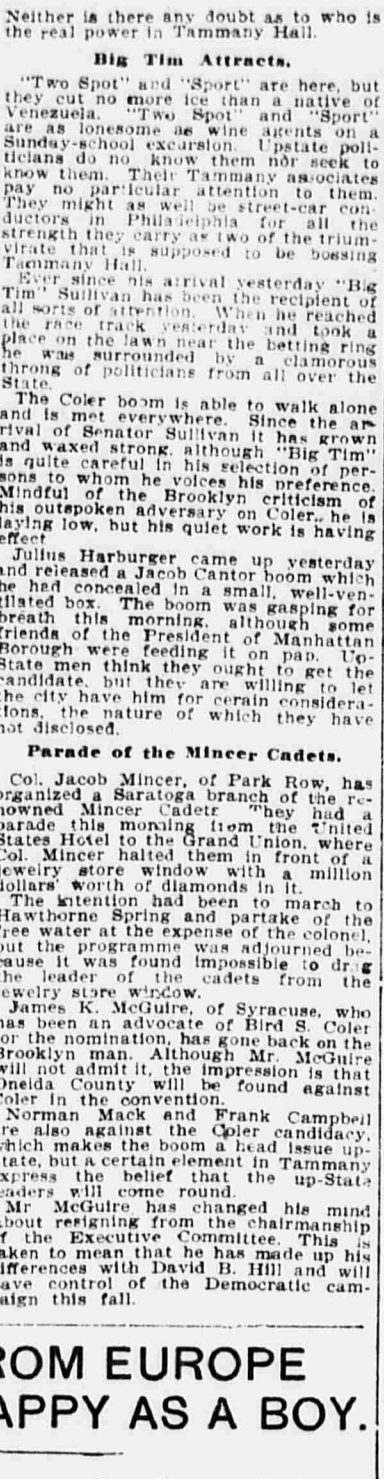 Neither is there any doubt as to who is
the real power in Tammany Hall.
Big Tim Attracts.
"Two Spot" and "Sport" are here, but
they cut no more ice than a native of
Venezuela. "Two Spot" and "Sport"
are as lonesome as wine agents on a
Sunday-school excursion. Upstate poli-
ticians do no know them nor seek to
know them. Their Tammany associates
pay no particular attention to them.
They might as well be street-car con-
ductors in Philadelphia for all the
strength they carry as two of the trium-
virate that is supposed to be bossing
Tammany Hall.
Ever since his arrival yesterday "Big
Tim" Sullivan has been the recipient of
all sorts of attention. When he reached
the race track yesterday and took a
place on the lawn near the betting ring
he was surrounded by a clamorous
throng of politicians from all over the
State.
The Coler boom is able to walk alone
and is met everywhere. Since the ar-
rival of Senator Sullivan it has grown
and waxed strong, although "Big Tim"
is quite careful in his selection of per-
sons to whom he voices his preference.
Mindful of the Brooklyn criticism of
his outspoken adversary on Coler, he is
laying low, but his quiet work is having
effect
Julius Harburger came up yesterday
and released a Jacob Cantor boom which
he had concealed in a small, well-ven-
tilated box. The boom was gasping for
breath this morning, although some
friends of the President of Manhattan
Borough were feeding it on pap. Up-
State men think they ought to get the
candidate, but they are willing to let
the city have him for cerain considera-
tions, the nature of which they have
not disclosed.
Parade of the Mincer Cadets.
Col. Jacob Mincer, of Park Row, has
organized a Saratoga branch of the re-
nowned Mincer Cadets They had a
parade this morning from the United
States Hotel to the Grand Union, where
Col. Mincer halted them in front of a
jewelry store window with a million
dollars' worth of diamonds in it.
The intention had been to march to
Hawthorne Spring and partake of the
free water at the expense of the colonel,
but the programme was adjourned be-
cause it was found impossible to drag
the leader of the cadets from the
jewelry store window.
James K. McGuire, of Syracuse, who
has been an advocate of Bird S. Coler
for the nomination, has gone back on the
Brooklyn man. Although Mr. McGuire
will not admit it, the impression is that
Oneida County will be found against
Coler in the convention.
Norman Mack and Frank Campbell
are also against the Coler candidacy,
which makes the boom a head issue up-
State, but a certain element in Tammany
express the belief that the up-State
leaders will come round.
Mr McGuire has changed his mind
about resigning from the chairmanship
of the Executive Committee. This is
taken to mean that he has made up his
differences with David B. Hill and will
have control of the Democratic cam-
paign this fall.
ROM EUROPE
APPY AS A BOY.